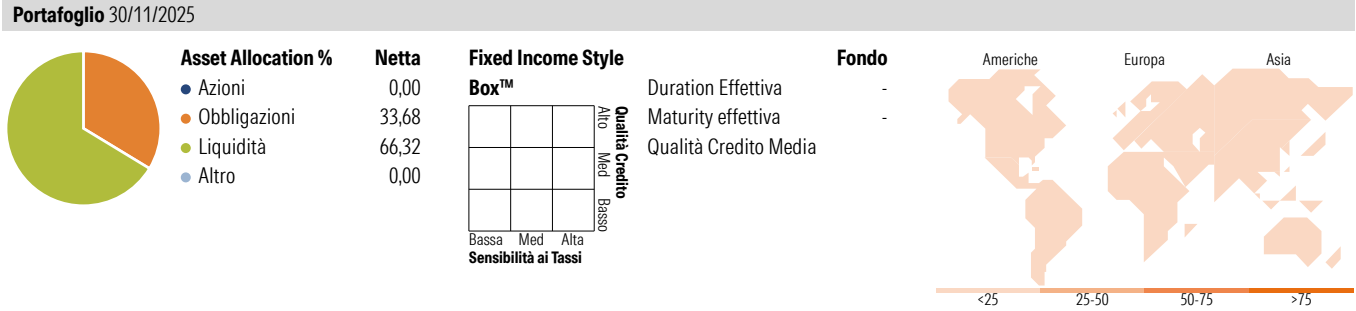 Portafoglio 30/11/2025
Asset Allocation % Netta
Azioni 0,00
Obbligazioni 33,68
Liquidità 66,32
Altro 0,00
Fixed Income Style Box™
Alto Med Basso
Qualità Credito
Bassa Med Alta
Sensibilità ai Tassi
Fondo
Duration Effettiva -
Maturity effettiva -
Qualità Credito Media
Americhe Europa Asia
<25 25-50 50-75 >75